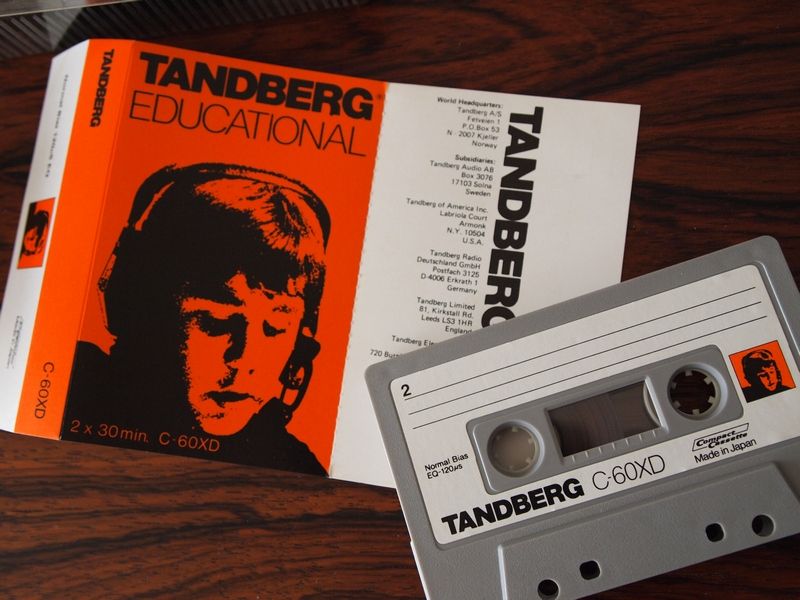 TANDBERG
EDUCATIONAL
2 x 30 min. C-60XD
TANDBERG
C-60XD
World Headquarters:
Tandberg A/S
Fetveien 1
P.O.Box 53
N - 2007 Kjeller
Norway
Subsidiaries:
Tandberg Audio AB
Box 3076
17103 Solna
Sweden
Tandberg of America Inc.
Labriola Court
Armonk
N.Y. 10504
U.S.A.
Tandberg Radio
Deutschland GmbH
Postfach 3125
D-4006 Erkrath 1
Germany
Tandberg Limited
81, Kirkstall Rd.
Leeds LS3 1HR
England
Tandberg
720
TANDBERG
2
Normal Bias
EQ-120µs
Compact
Cassette
Made in Japan
TANDBERG C-60XD